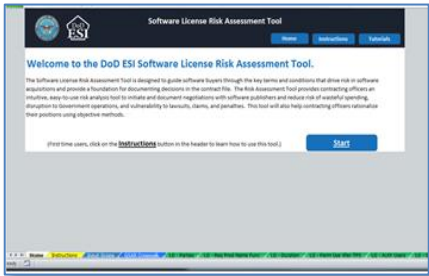 DoD
ESI
Software License Risk Assessment Tool
Home Instructions Tutorials
Welcome to the DoD ESI Software License Risk Assessment Tool.
The Software License Risk Assessment Tool is designed to guide software buyers through the key terms and conditions that drive risk in software
acquisitions and provide a foundation for documenting decisions in the contract file. The Risk Assessment Tool provides contracting officers an
intuitive, easy-to-use risk analysis tool to initiate and document negotiations with software publishers and reduce risk of wasteful spending,
disruption to Government operations, and vulnerability to lawsuits, claims, and penalties. This tool will also help contracting officers rationalize
their positions using objective methods.
(First time users, click on the Instructions button in the header to learn how to use this tool.)
Start
Home Instructions